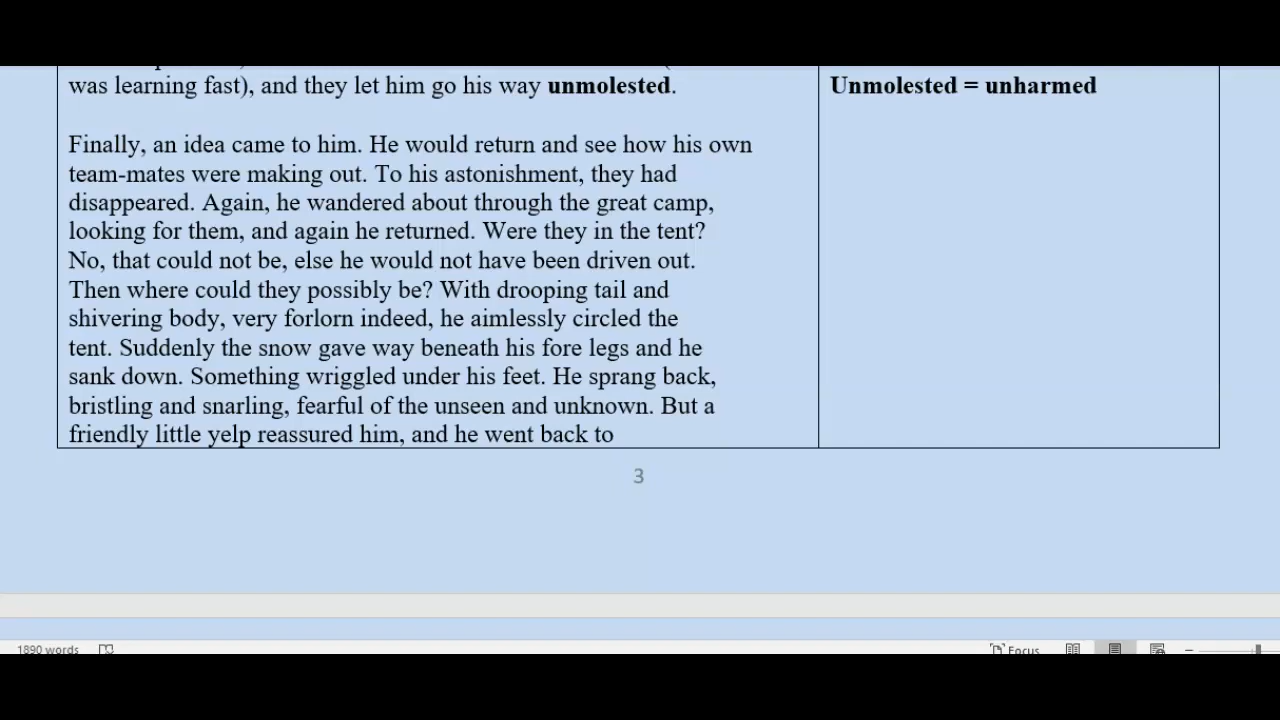 was learning fast), and they let him go his way unmolested.
Unmolested = unharmed
Finally, an idea came to him. He would return and see how his own
team-mates were making out. To his astonishment, they had
disappeared. Again, he wandered about through the great camp,
looking for them, and again he returned. Were they in the tent?
No, that could not be, else he would not have been driven out.
Then where could they possibly be? With drooping tail and
shivering body, very forlorn indeed, he aimlessly circled the
tent. Suddenly the snow gave way beneath his fore legs and he
sank down. Something wriggled under his feet. He sprang back,
bristling and snarling, fearful of the unseen and unknown. But a
friendly little yelp reassured him, and he went back to
3
1890 words
Focus